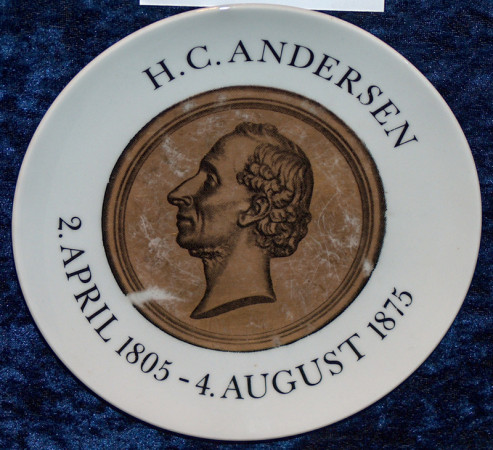 H.C. ANDERSEN
2. APRIL 1805 - 4. AUGUST 1875